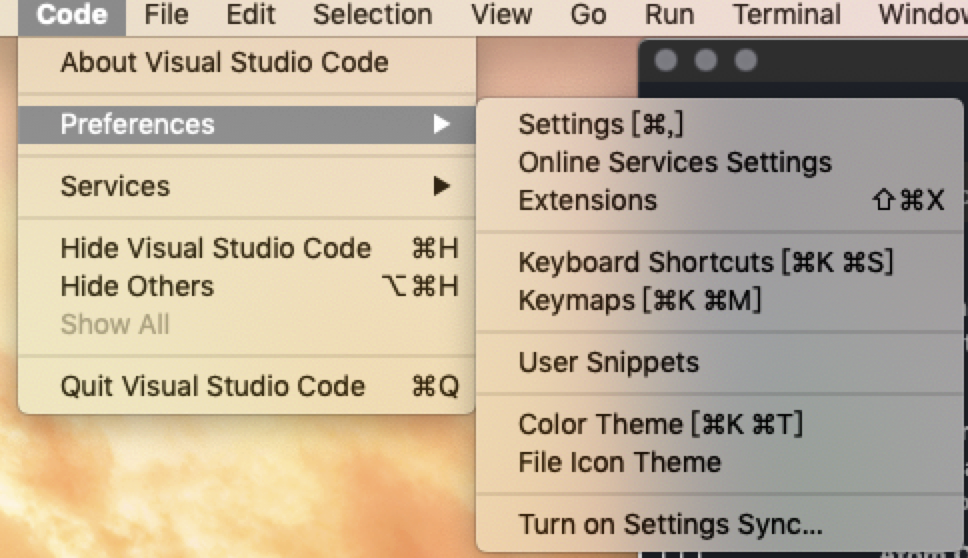 Code File Edit Selection View Go Run Terminal
About Visual Studio Code
Preferences ▶
Services ▶
Hide Visual Studio Code ⌘H
Hide Others ⌥⌘H
Show All
Quit Visual Studio Code ⌘Q
Settings [⌘,]
Online Services Settings
Extensions ⇧⌘X
Keyboard Shortcuts [⌘K ⌘S]
Keymaps [⌘K ⌘M]
User Snippets
Color Theme [⌘K ⌘T]
File Icon Theme
Turn on Settings Sync...